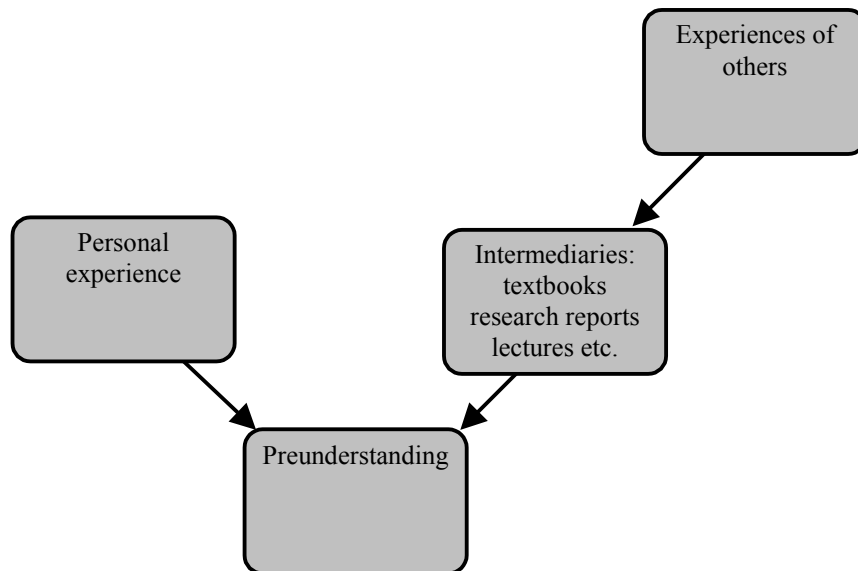 Experiences of
others
Personal
experience
Intermediaries:
textbooks
research reports
lectures etc.
Preunderstanding